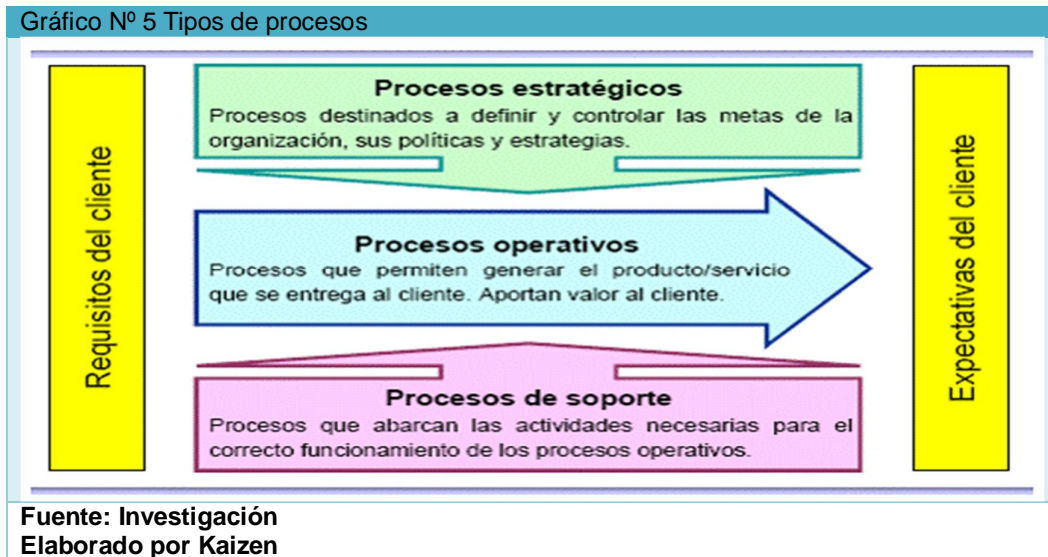 Gráfico Nº 5 Tipos de procesos
Requisitos del cliente
Procesos estratégicos
Procesos destinados a definir y controlar las metas de la
organización, sus políticas y estrategias.
Procesos operativos
Procesos que permiten generar el producto/servicio
que se entrega al cliente. Aportan valor al cliente.
Procesos de soporte
Procesos que abarcan las actividades necesarias para el
correcto funcionamiento de los procesos operativos.
Expectativas del cliente
Fuente: Investigación
Elaborado por Kaizen